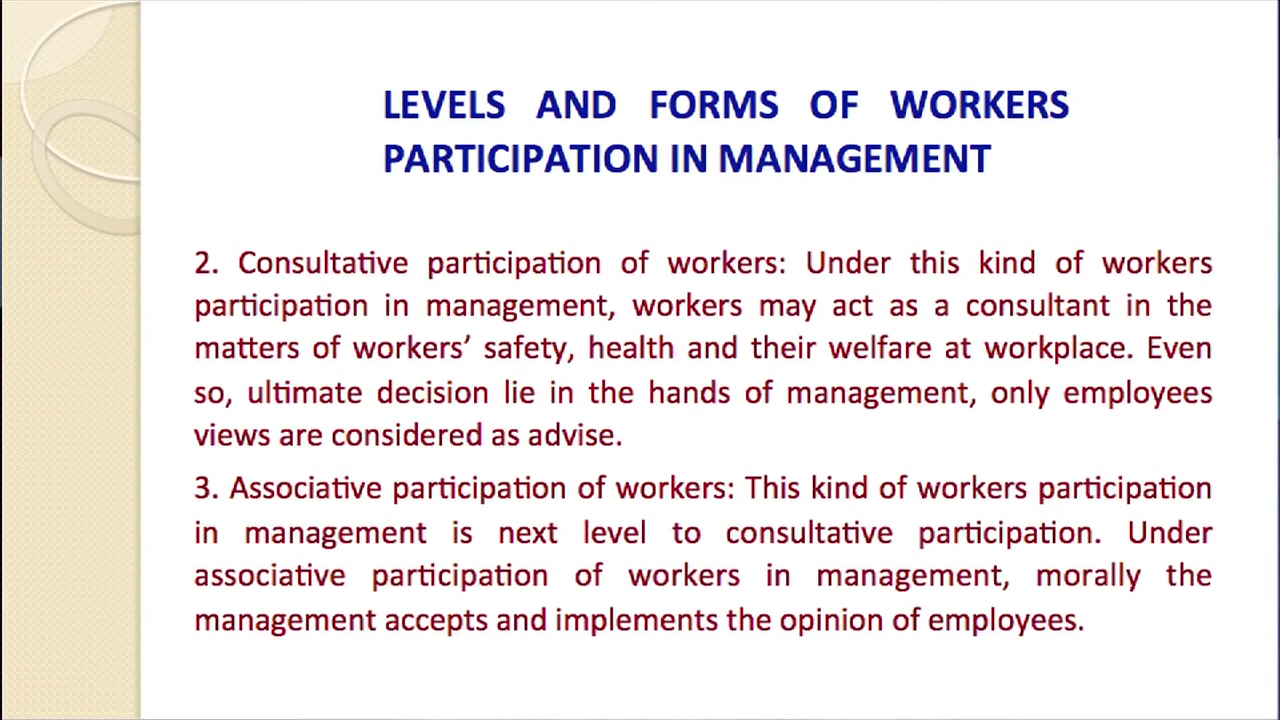 LEVELS AND FORMS OF WORKERS
PARTICIPATION IN MANAGEMENT
2. Consultative participation of workers: Under this kind of workers
participation in management, workers may act as a consultant in the
matters of workers’ safety, health and their welfare at workplace. Even
so, ultimate decision lie in the hands of management, only employees
views are considered as advise.
3. Associative participation of workers: This kind of workers participation
in management is next level to consultative participation. Under
associative participation of workers in management, morally the
management accepts and implements the opinion of employees.